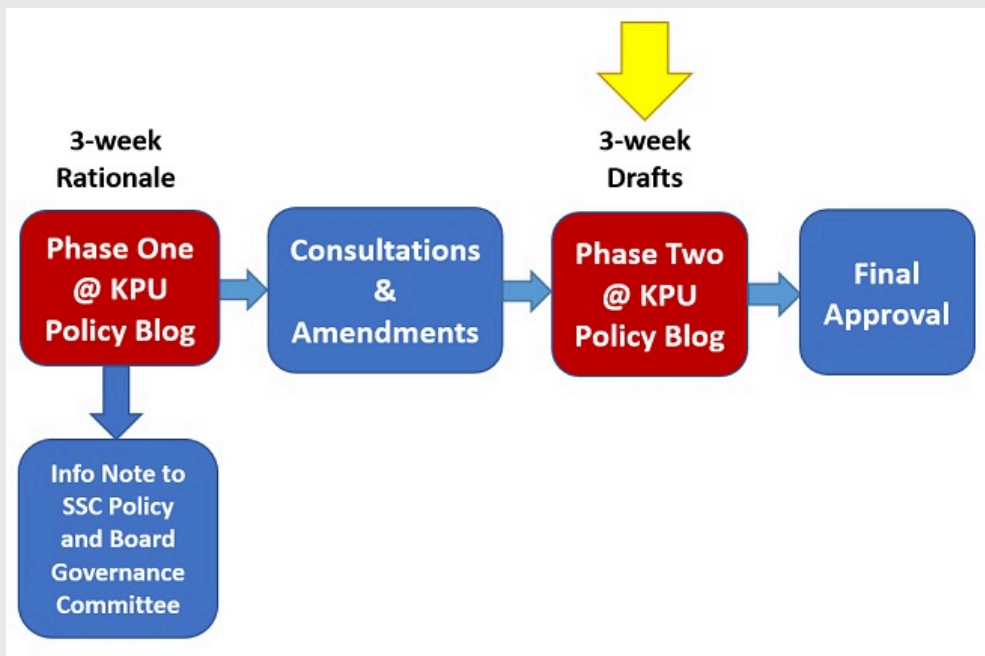 3-week
Rationale
Phase One
@ KPU
Policy Blog
Consultations
&
Amendments
3-week
Drafts
Phase Two
@ KPU
Policy Blog
Final
Approval
Info Note to
SSC Policy
and Board
Governance
Committee